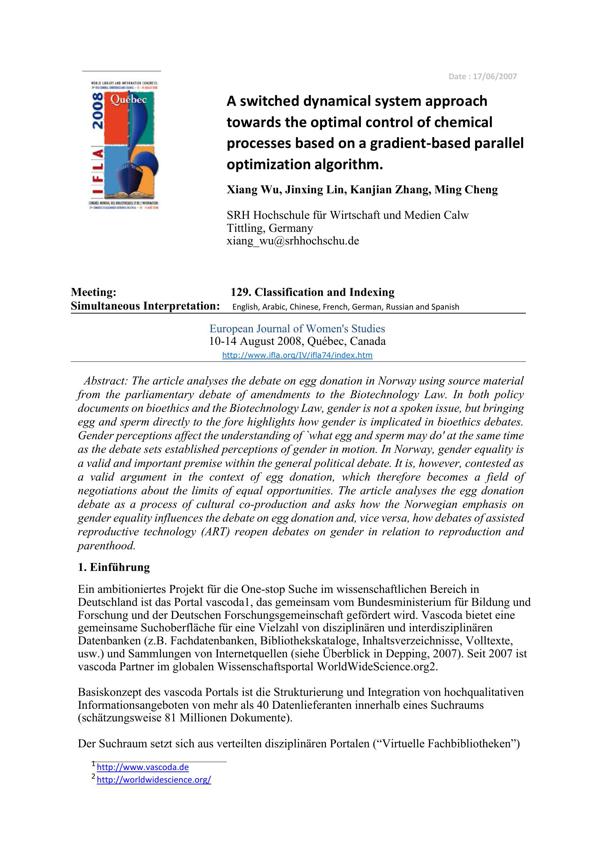 Date : 17/06/2007
WORLD LIBRARY AND INFORMATION CONGRESS:
Québec
2008
IFLA
A switched dynamical system approach
towards the optimal control of chemical
processes based on a gradient-based parallel
optimization algorithm.
Xiang Wu, Jinxing Lin, Kanjian Zhang, Ming Cheng
SRH Hochschule für Wirtschaft und Medien Calw
Tittling, Germany
xiang_wu@srhhochschu.de
Meeting: 129. Classification and Indexing
Simultaneous Interpretation: English, Arabic, Chinese, French, German, Russian and Spanish
European Journal of Women's Studies
10-14 August 2008, Québec, Canada
http://www.ifla.org/IV/ifla74/index.htm
Abstract: The article analyses the debate on egg donation in Norway using source material
from the parliamentary debate of amendments to the Biotechnology Law. In both policy
documents on bioethics and the Biotechnology Law, gender is not a spoken issue, but bringing
egg and sperm directly to the fore highlights how gender is implicated in bioethics debates.
Gender perceptions affect the understanding of `what egg and sperm may do' at the same time
as the debate sets established perceptions of gender in motion. In Norway, gender equality is
a valid and important premise within the general political debate. It is, however, contested as
a valid argument in the context of egg donation, which therefore becomes a field of
negotiations about the limits of equal opportunities. The article analyses the egg donation
debate as a process of cultural co-production and asks how the Norwegian emphasis on
gender equality influences the debate on egg donation and, vice versa, how debates of assisted
reproductive technology (ART) reopen debates on gender in relation to reproduction and
parenthood.
1. Einführung
Ein ambitioniertes Projekt für die One-stop Suche im wissenschaftlichen Bereich in
Deutschland ist das Portal vascoda1, das gemeinsam vom Bundesministerium für Bildung und
Forschung und der Deutschen Forschungsgemeinschaft gefördert wird. Vascoda bietet eine
gemeinsame Suchoberfläche für eine Vielzahl von disziplinären und interdisziplinären
Datenbanken (z.B. Fachdatenbanken, Bibliothekskataloge, Inhaltsverzeichnisse, Volltexte,
usw.) und Sammlungen von Internetquellen (siehe Überblick in Depping, 2007). Seit 2007 ist
vascoda Partner im globalen Wissenschaftsportal WorldWideScience.org2.
Basiskonzept des vascoda Portals ist die Strukturierung und Integration von hochqualitativen
Informationsangeboten von mehr als 40 Datenlieferanten innerhalb eines Suchraums
(schätzungsweise 81 Millionen Dokumente).
Der Suchraum setzt sich aus verteilten disziplinären Portalen (“Virtuelle Fachbibliotheken”)
1 http://www.vascoda.de
2 http://worldwidescience.org/